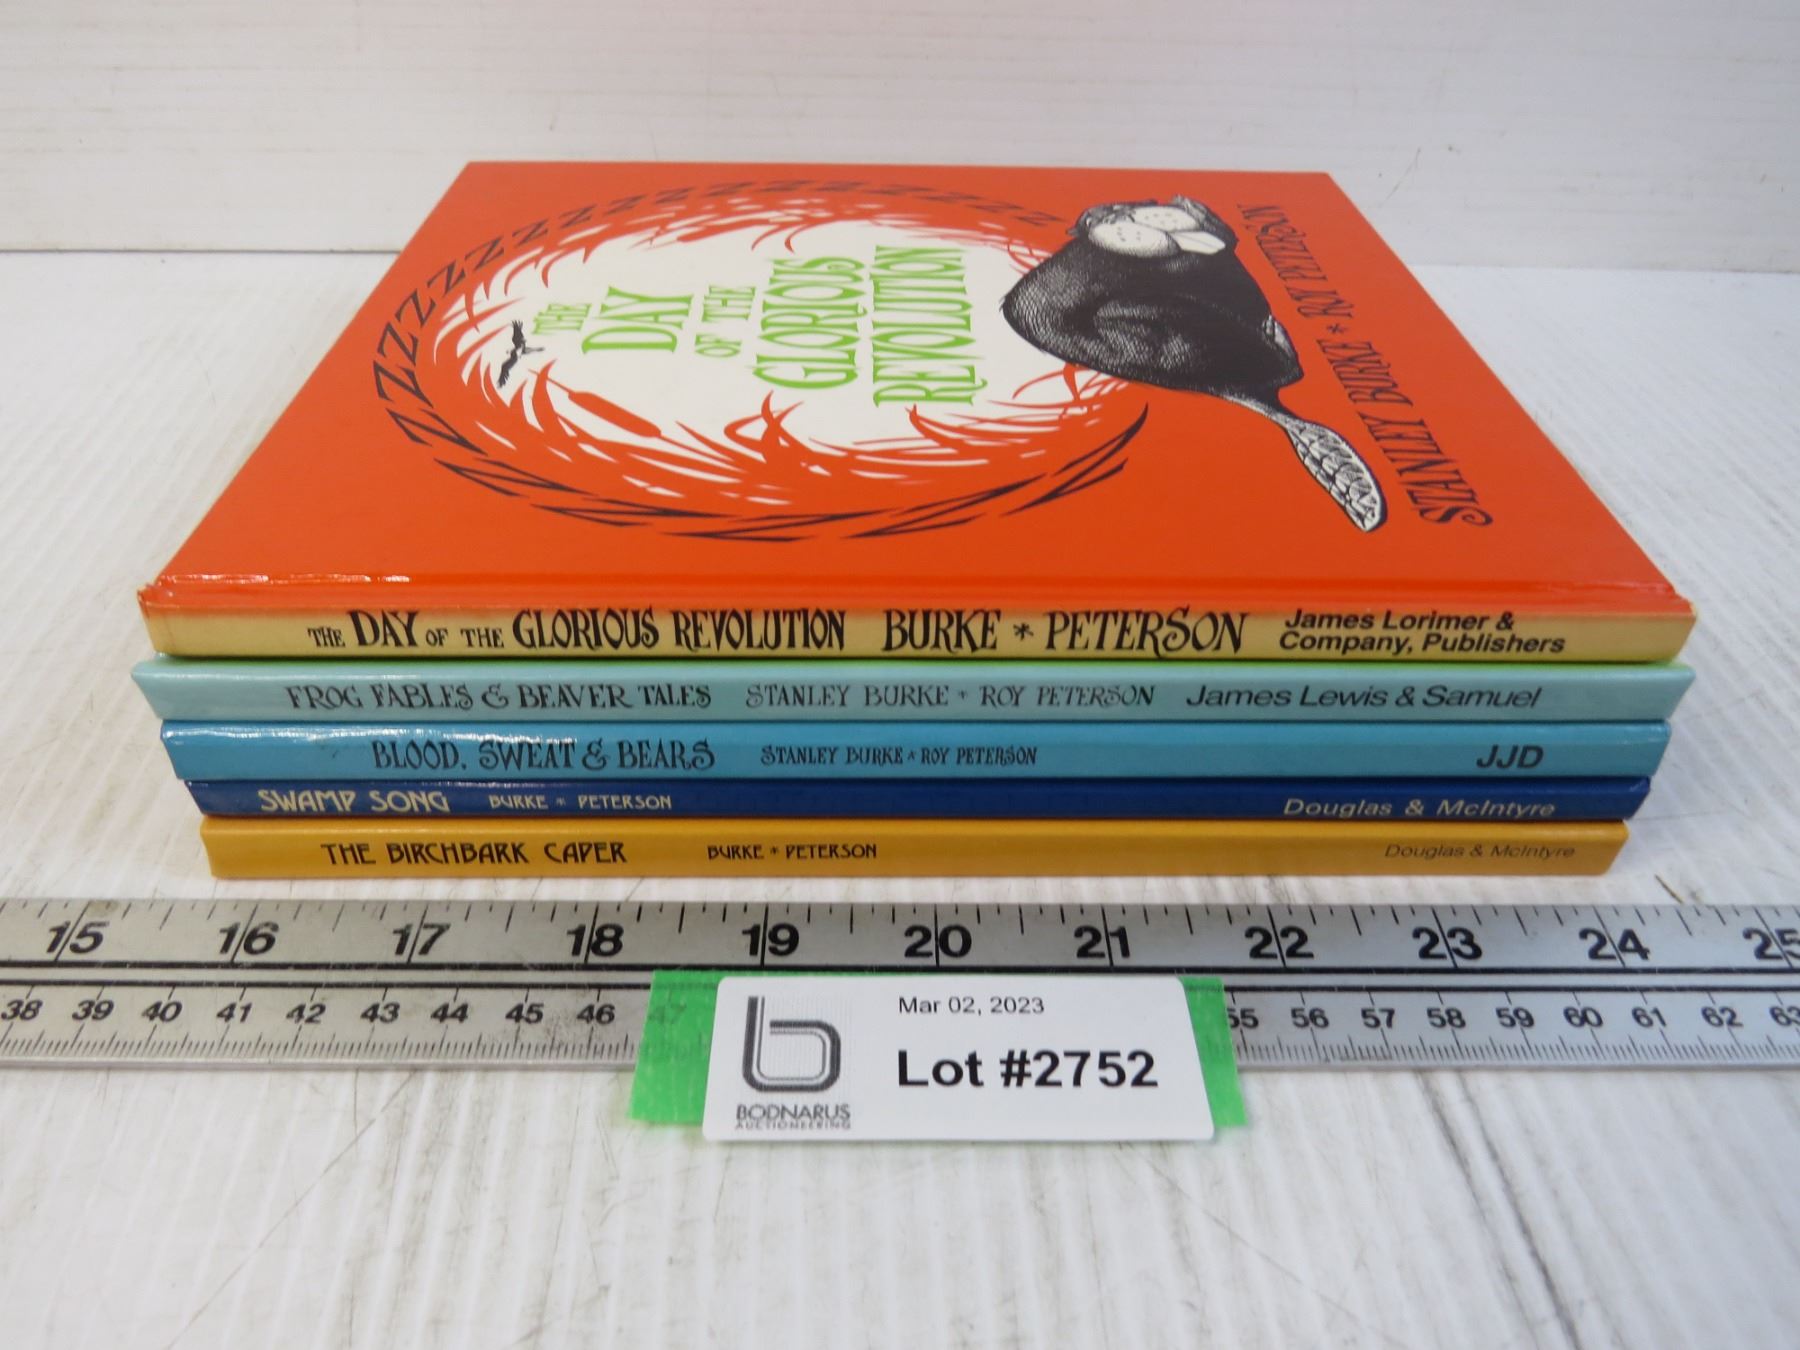 THE
DAY
OF THE
GLORIOUS
REVOLUTION
STANLEY BURKE * ROY PETERSON
THE DAY OF THE GLORIOUS REVOLUTION BURKE * PETERSON James Lorimer & Company, Publishers
FROG FABLES & BEAVER TALES STANLEY BURKE * ROY PETERSON James Lewis & Samuel
BLOOD, SWEAT & BEARS STANLEY BURKE * ROY PETERSON JJD
SWAMP SONG BURKE * PETERSON Douglas & McIntyre
THE BIRCHBARK CAPER BURKE * PETERSON Douglas & McIntyre
15 16 17 18 19 20 21 22 23 24 25
38 39 40 41 42 43 44 45 46 47 55 56 57 58 59 60 61 62 63
Mar 02, 2023
Lot #2752
BODNARUS
AUCTIONEERING